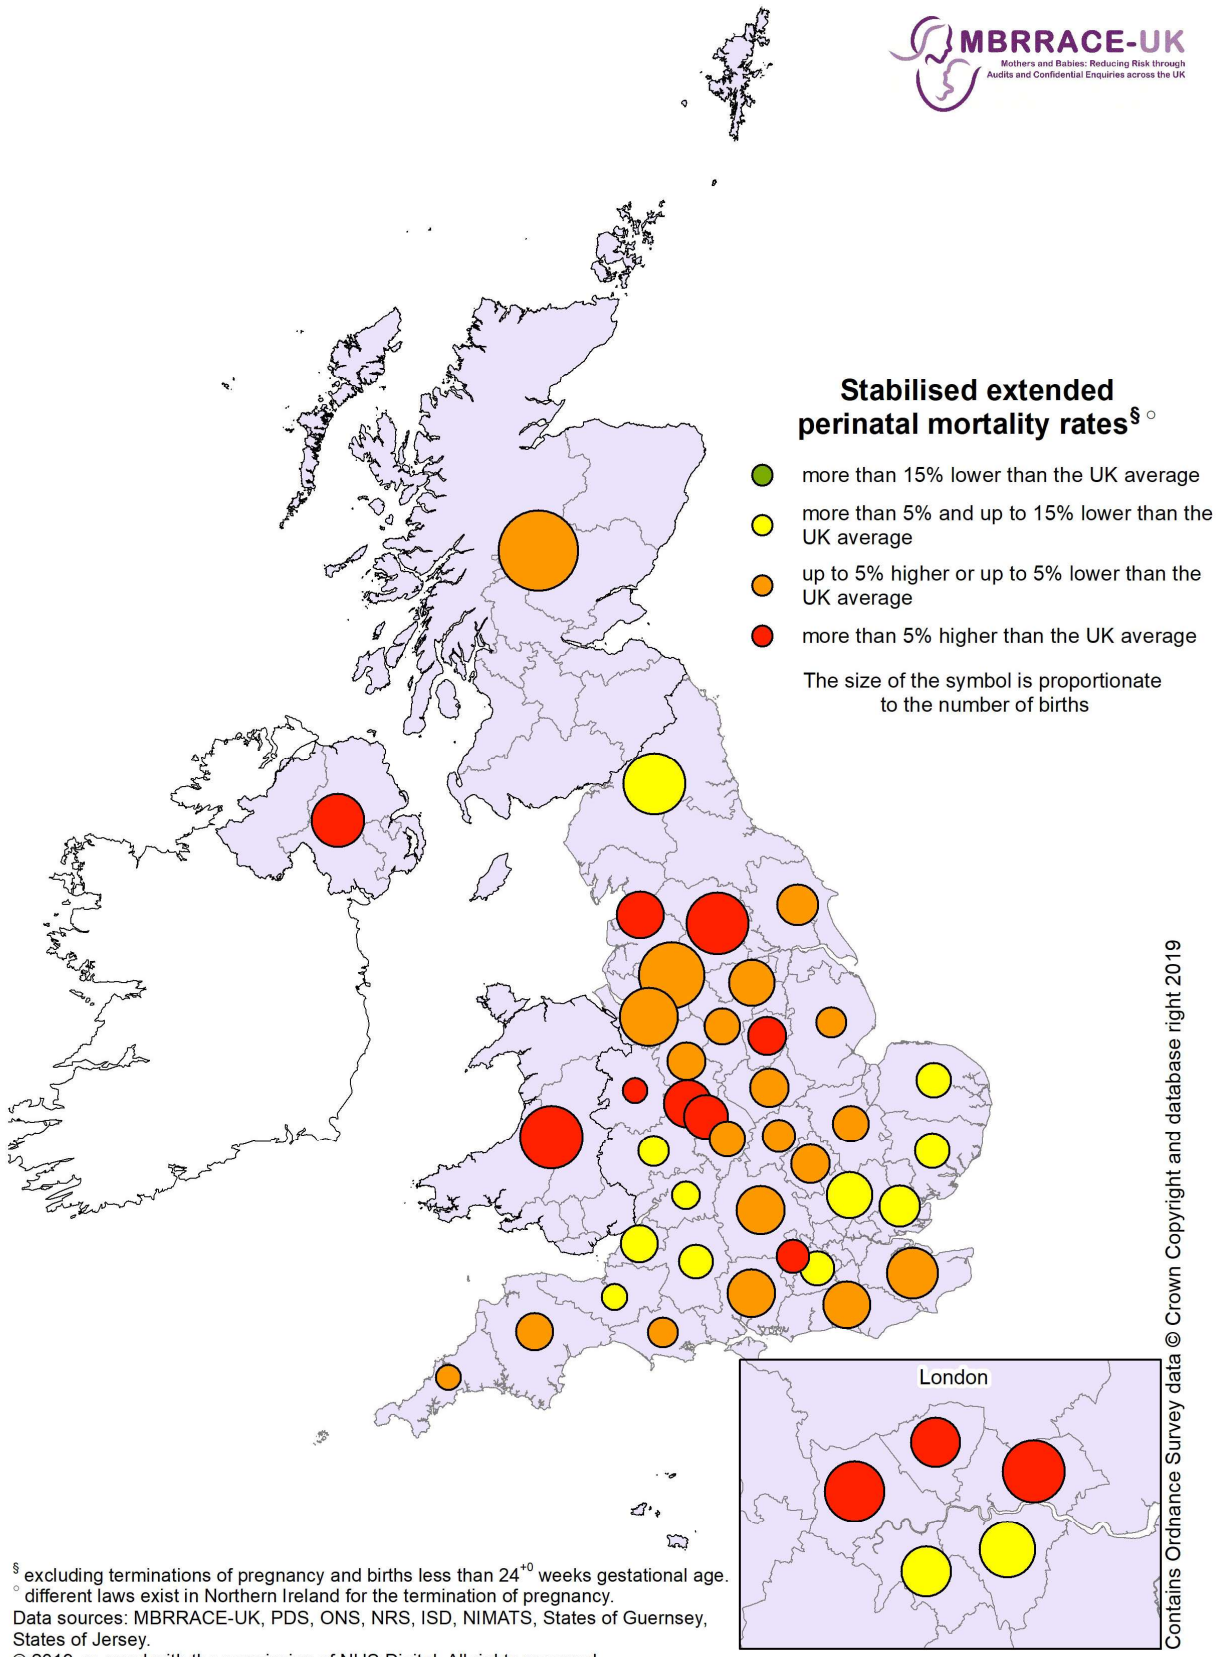 MBRRACE-UK
Mothers and Babies: Reducing Risk through
Audits and Confidential Enquiries across the UK
Stabilised extended
perinatal mortality rates§ ○
more than 15% lower than the UK average
more than 5% and up to 15% lower than the
UK average
up to 5% higher or up to 5% lower than the
UK average
more than 5% higher than the UK average
The size of the symbol is proportionate
to the number of births
London
Contains Ordnance Survey data © Crown Copyright and database right 2019
§ excluding terminations of pregnancy and births less than 24+0 weeks gestational age.
○ different laws exist in Northern Ireland for the termination of pregnancy.
Data sources: MBRRACE-UK, PDS, ONS, NRS, ISD, NIMATS, States of Guernsey,
States of Jersey.